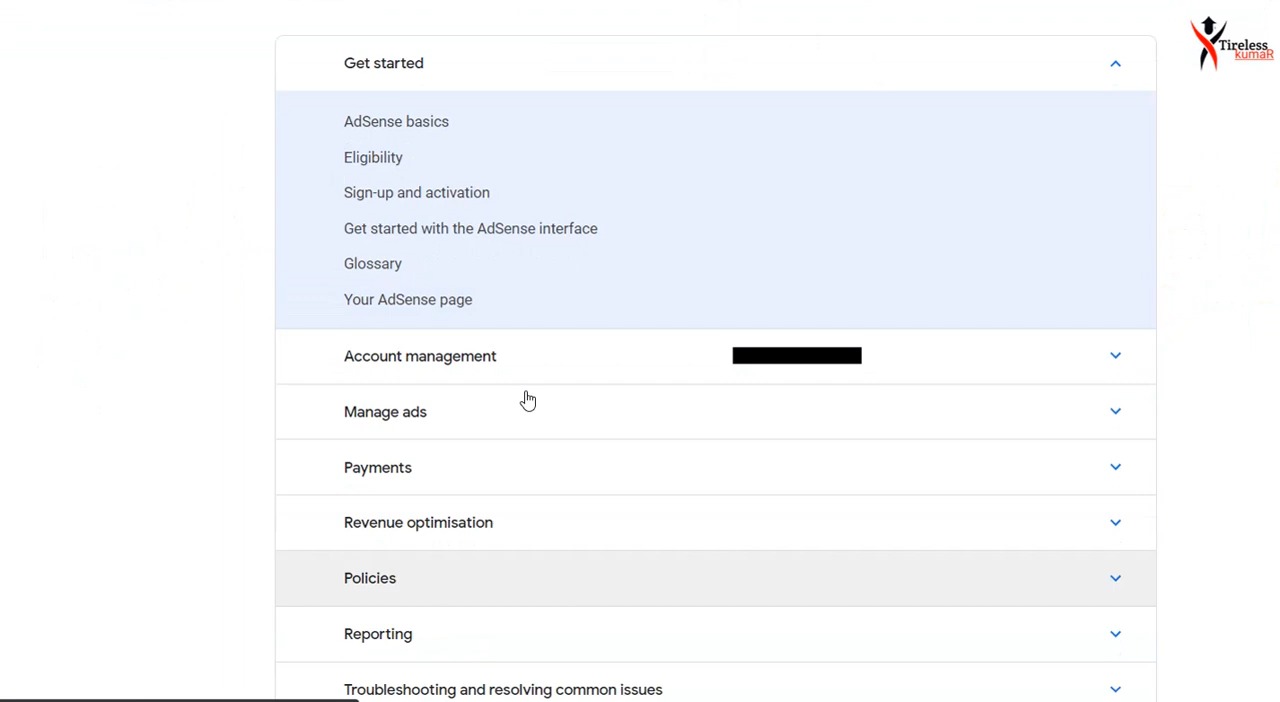 Tireless
kumaR
Get started
AdSense basics
Eligibility
Sign-up and activation
Get started with the AdSense interface
Glossary
Your AdSense page
Account management
Manage ads
Payments
Revenue optimisation
Policies
Reporting
Troubleshooting and resolving common issues